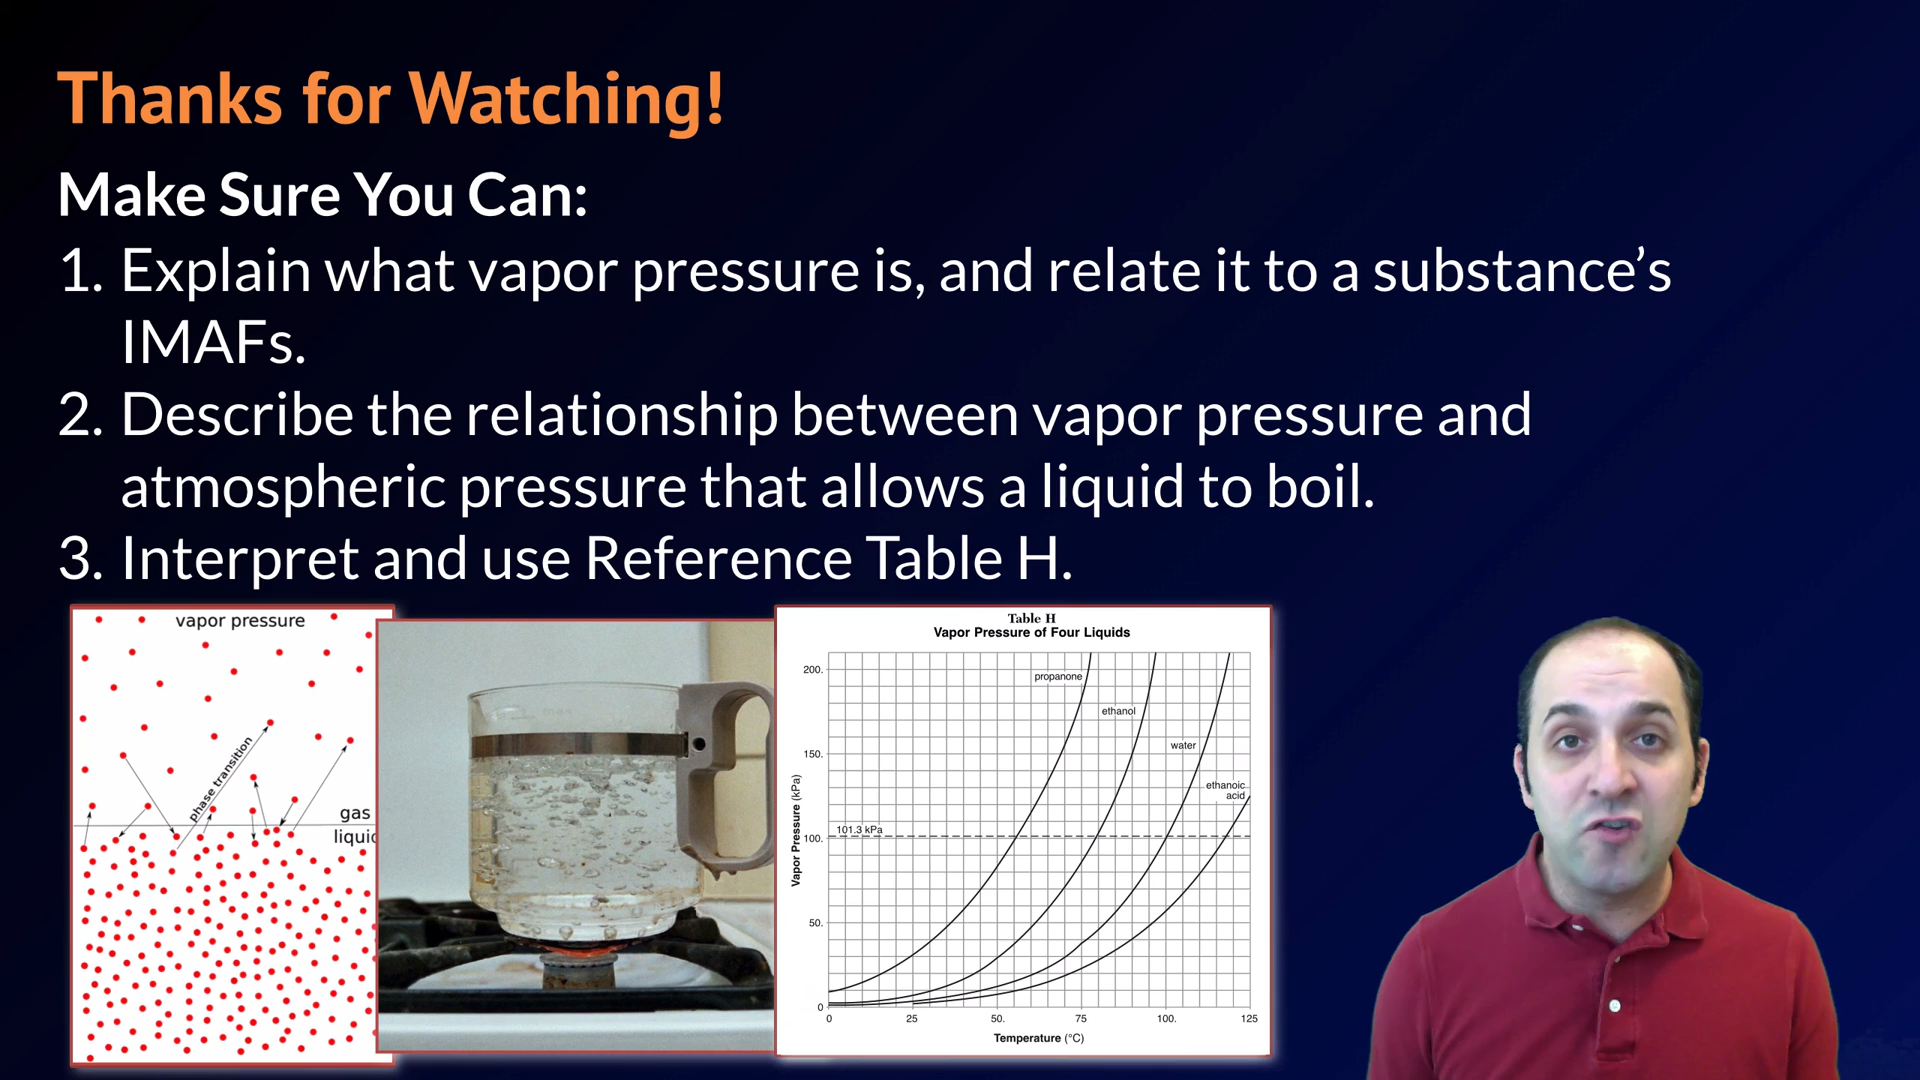 Thanks for Watching!
Make Sure You Can:
1. Explain what vapor pressure is, and relate it to a substance’s
IMAFs.
2. Describe the relationship between vapor pressure and
atmospheric pressure that allows a liquid to boil.
3. Interpret and use Reference Table H.
vapor pressure
phase transition
gas
liquid
Table H
Vapor Pressure of Four Liquids
Vapor Pressure (kPa)
200.
150.
100.
50.
0
propanone
ethanol
water
ethanoic
acid
101.3 kPa
0 25 50. 75 100. 125
Temperature (°C)